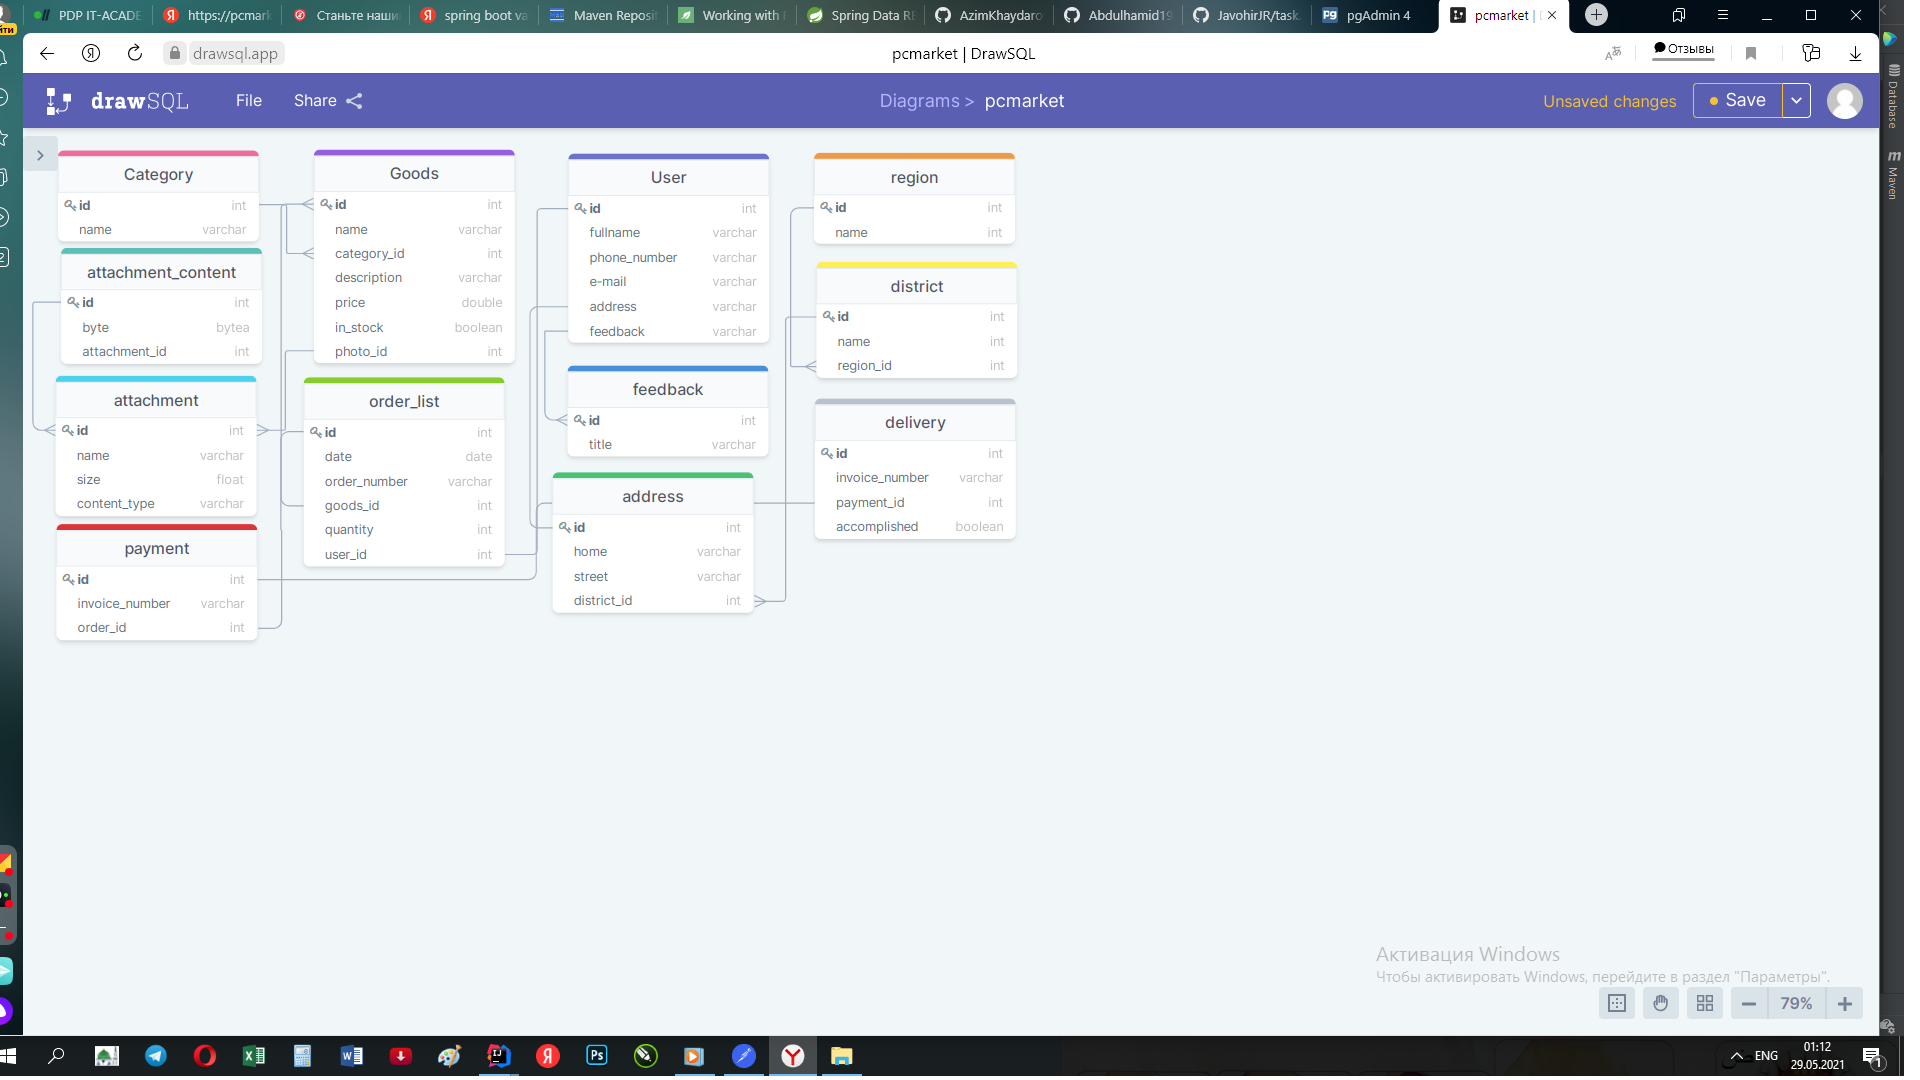 PDP IT-ACADE
https://pcmark
Станьте наши
spring boot va
Maven Reposit
Working with
Spring Data RE
AzimKhaydaro
Abdulhamid19
JavohirJR/task
pgAdmin 4
pcmarket |
drawsql.app
pcmarket | DrawSQL
Отзывы
drawSQL
File
Share
Diagrams > pcmarket
Unsaved changes
Save
Database
Maven
Category
id int
name varchar
attachment_content
id int
byte bytea
attachment_id int
attachment
id int
name varchar
size float
content_type varchar
payment
id int
invoice_number varchar
order_id int
Goods
id int
name varchar
category_id int
description varchar
price double
in_stock boolean
photo_id int
order_list
id int
date date
order_number varchar
goods_id int
quantity int
user_id int
User
id int
fullname varchar
phone_number varchar
e-mail varchar
address varchar
feedback varchar
feedback
id int
title varchar
address
id int
home varchar
street varchar
district_id int
region
id int
name int
district
id int
name int
region_id int
delivery
id int
invoice_number varchar
payment_id int
accomplished boolean
Активация Windows
Чтобы активировать Windows, перейдите в раздел "Параметры".
79%
ENG
01:12
29.05.2021
1